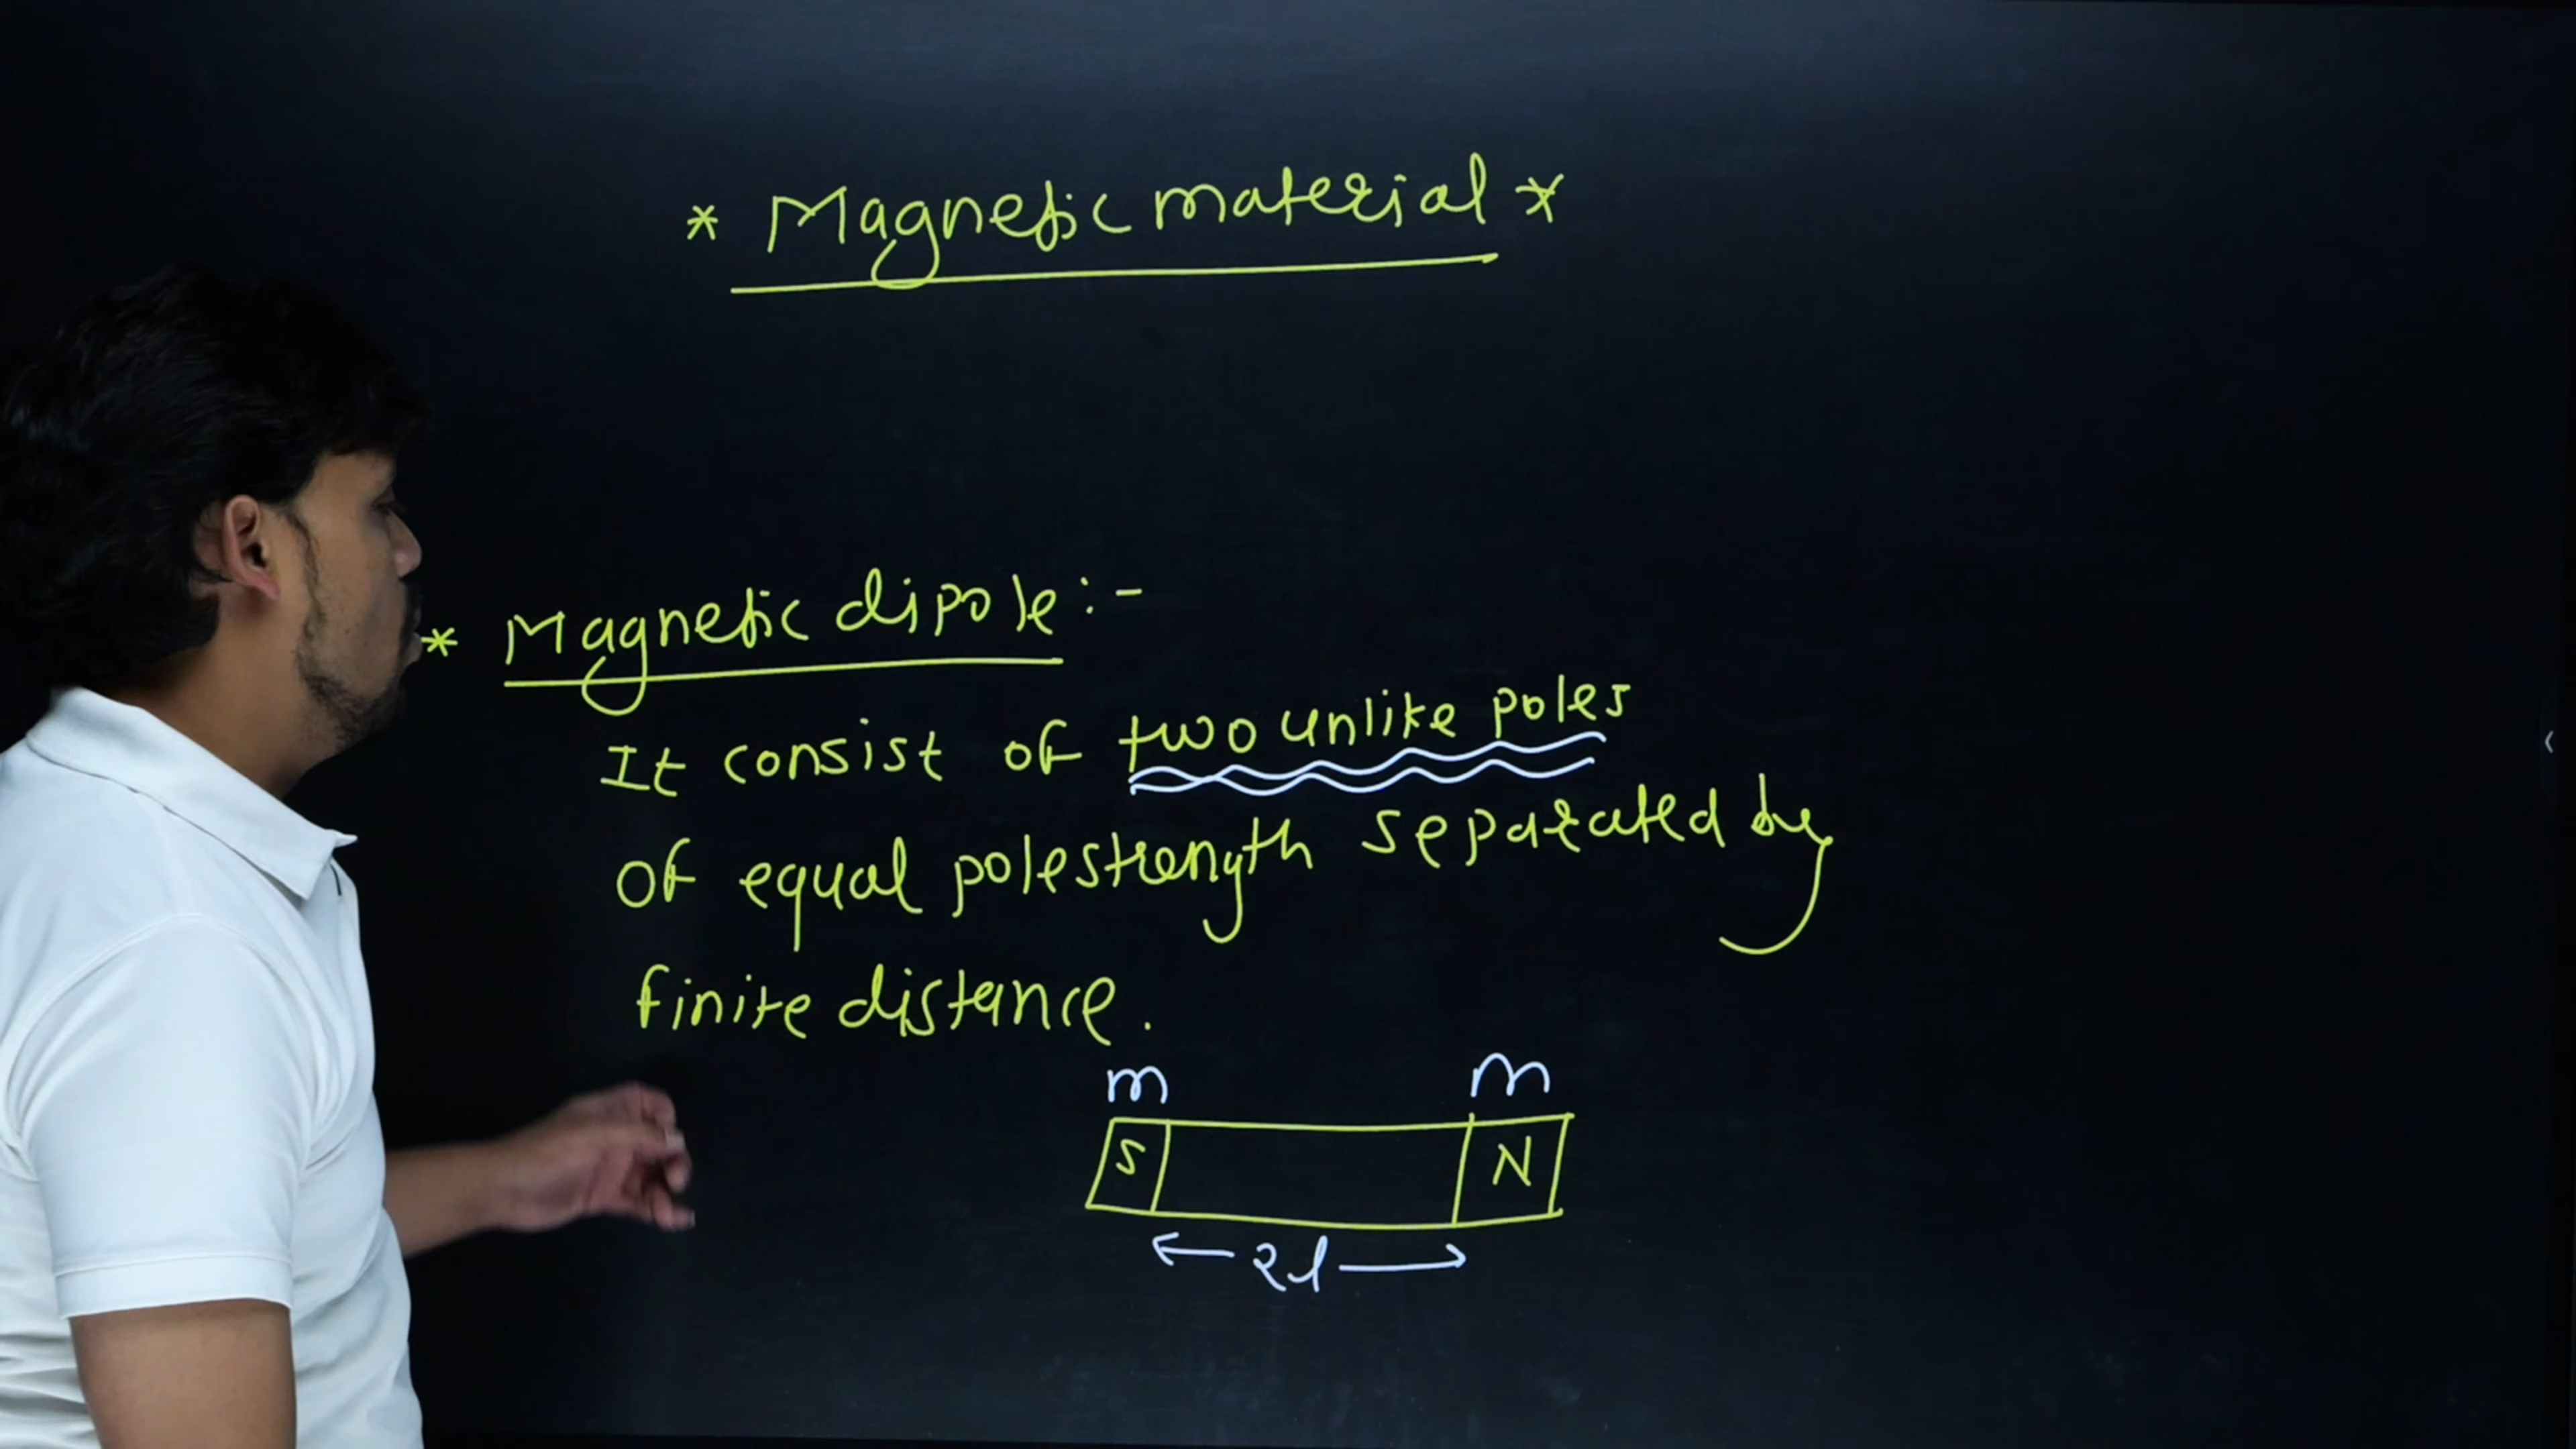 * Magnetic material *
* Magnetic dipole :-
It consist of two unlike poles
of equal polestrength separated by
finite distance.
m m
S N
2l